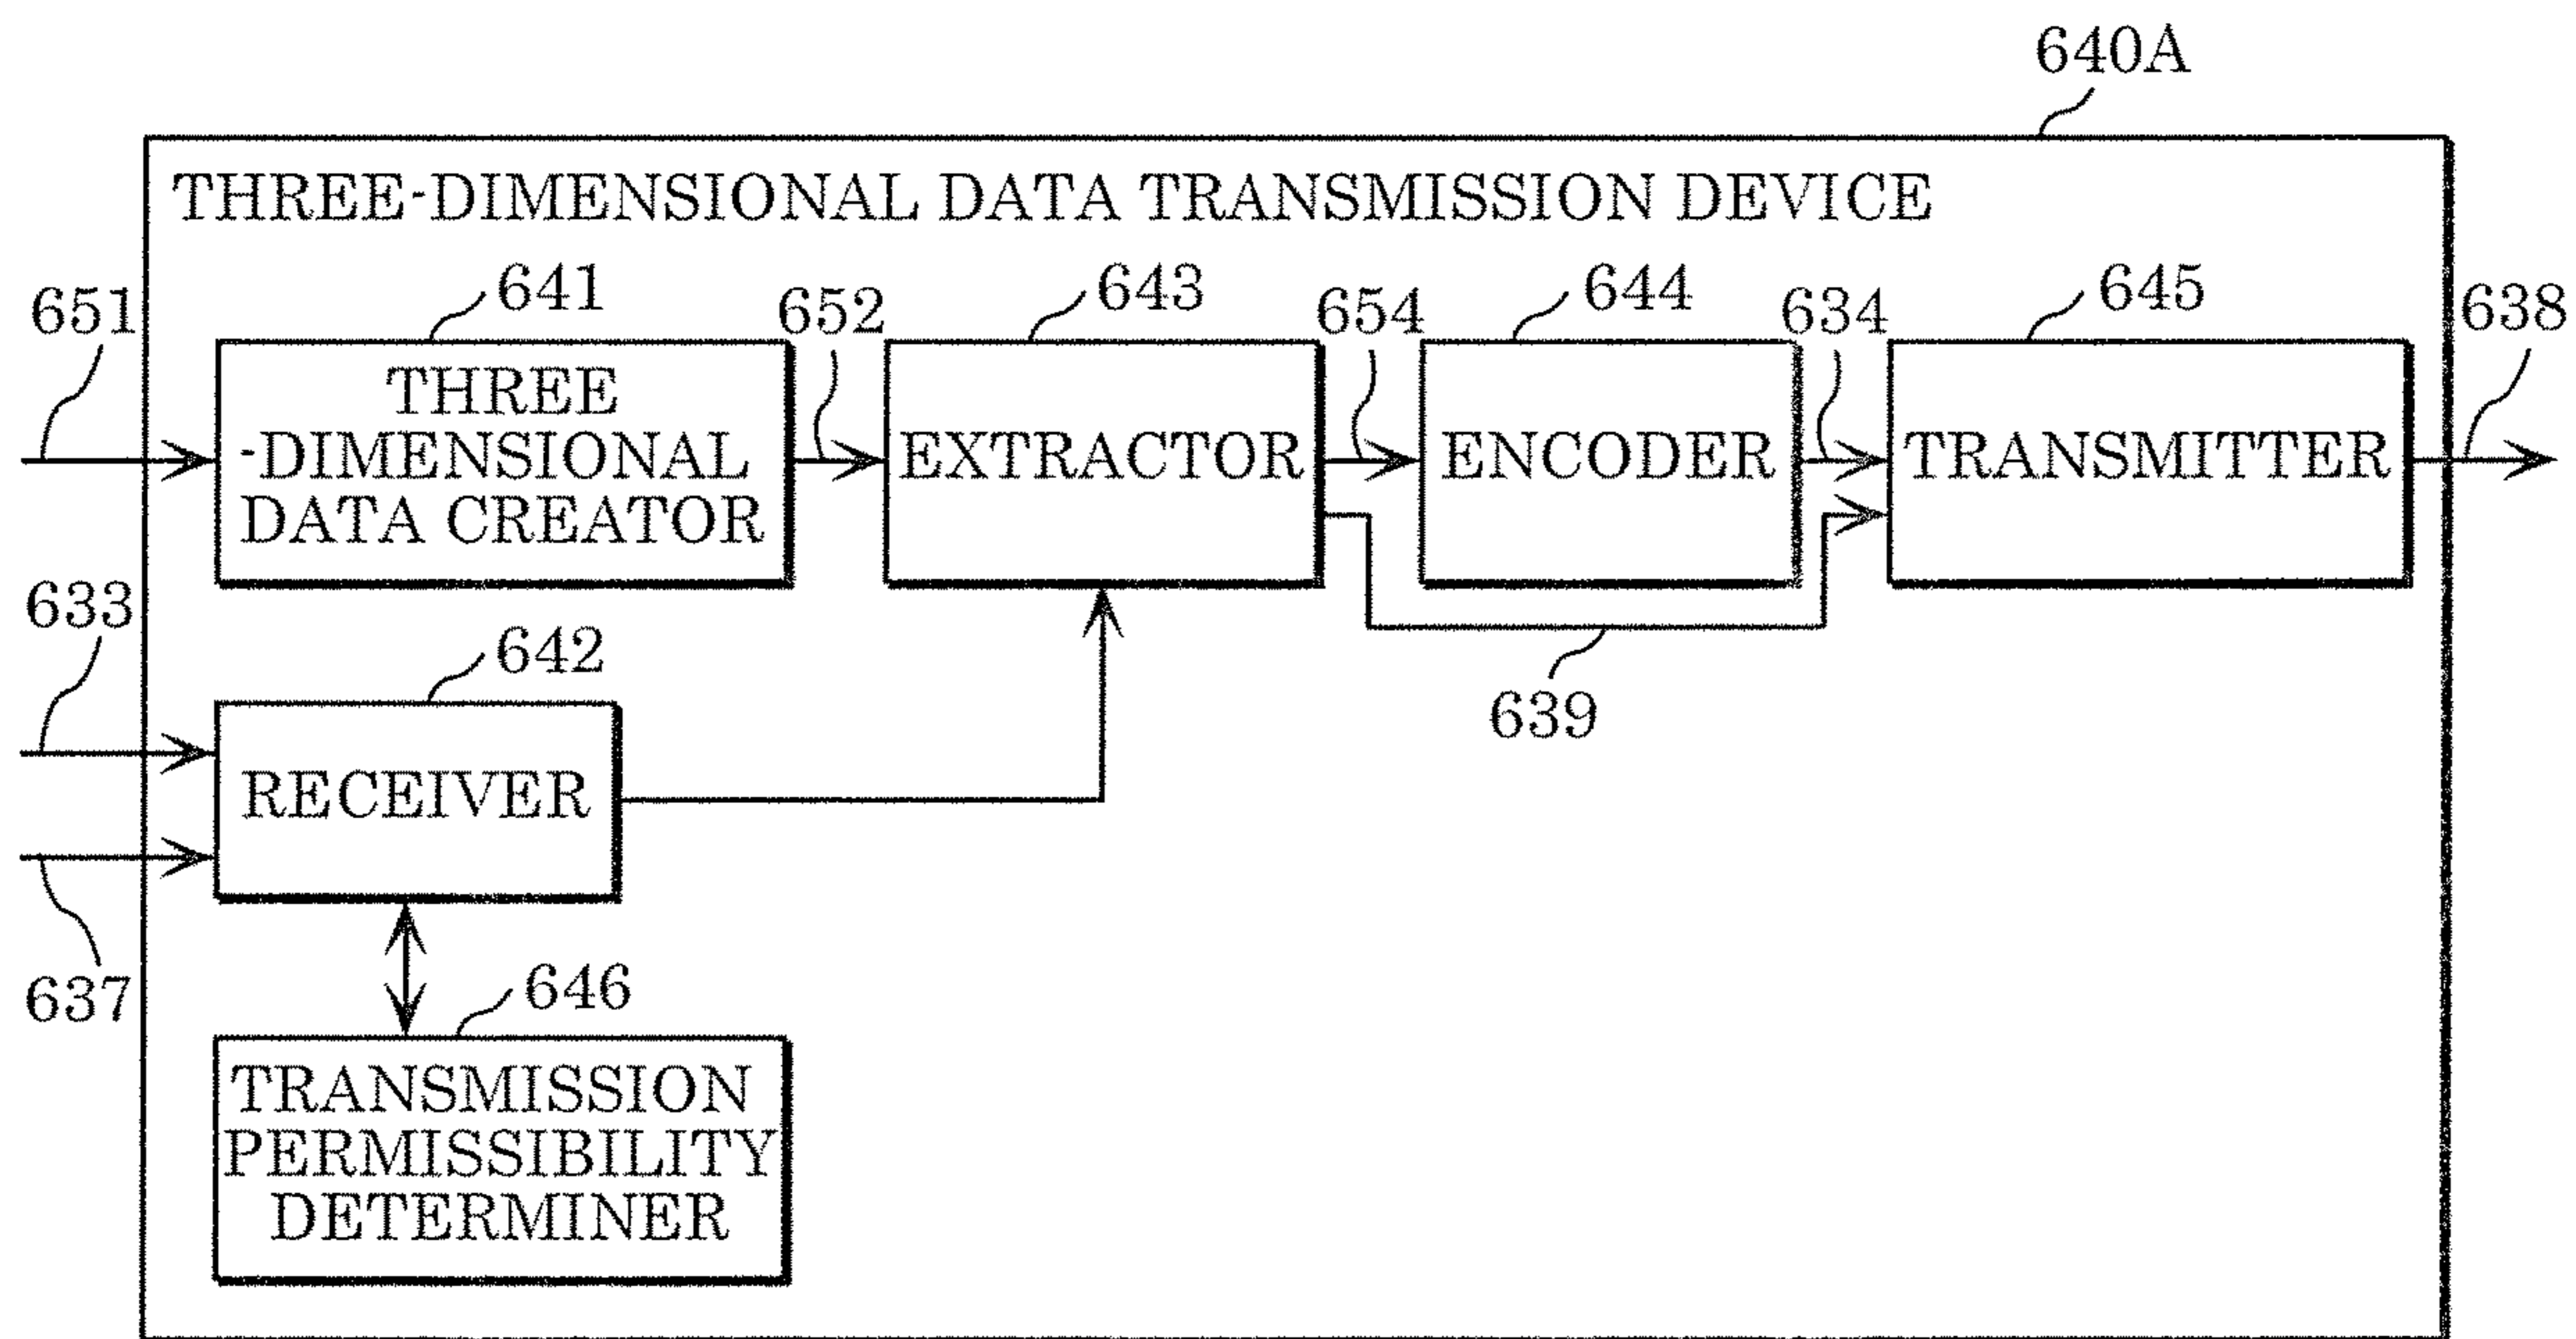 640A
THREE-DIMENSIONAL DATA TRANSMISSION DEVICE
651
641
652
643
654
644
634
645
638
THREE
-DIMENSIONAL
DATA CREATOR
EXTRACTOR
ENCODER
TRANSMITTER
633
642
639
RECEIVER
637
646
TRANSMISSION
PERMISSIBILITY
DETERMINER